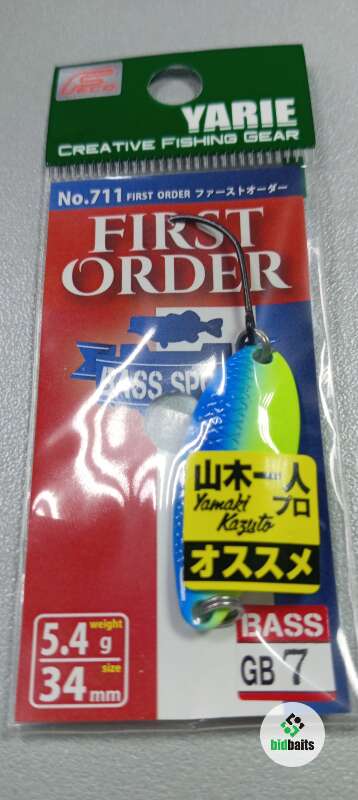 YARIE
CREATIVE FISHING GEAR
No.711 FIRST ORDER ファーストオーダー
FIRST
ORDER
BASS SP
山木一人
プロ
Yamaki
Kazuto
オススメ
weight
5.4 g
size
34 mm
BASS
GB 7
bidbaits